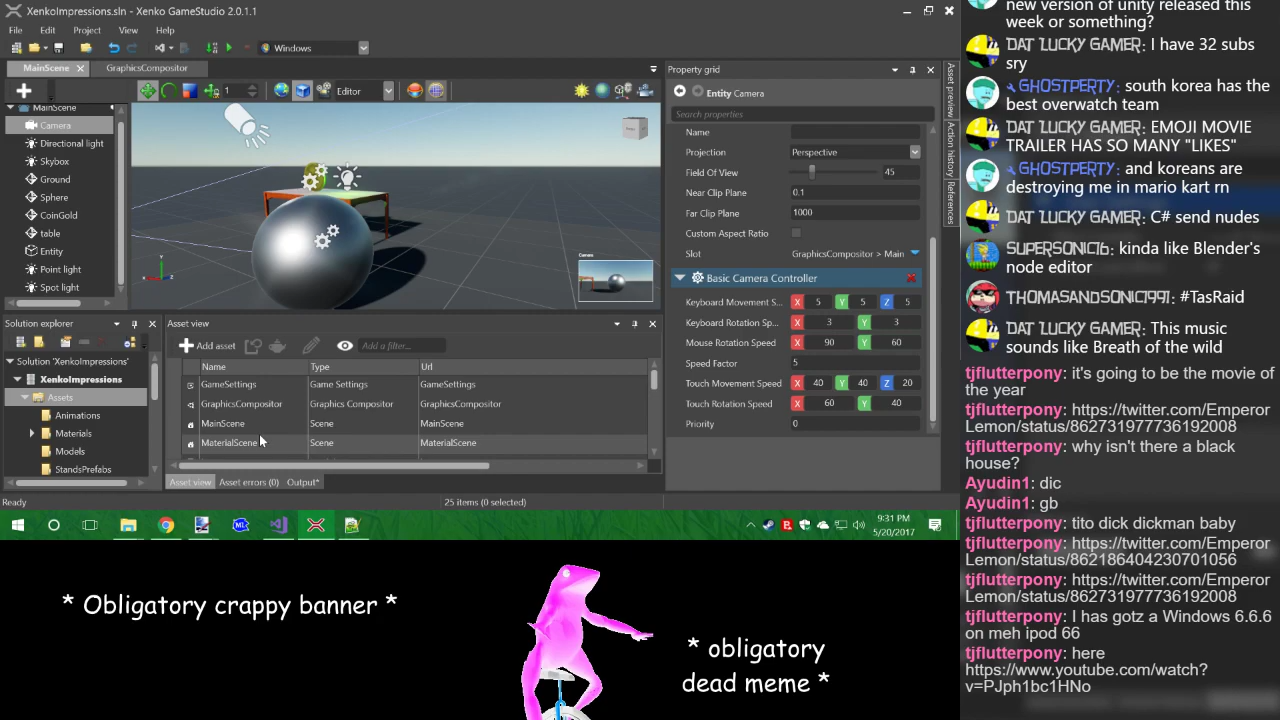 XenkoImpressions.sln - Xenko GameStudio 2.0.1.1
File Edit Project View Help
Windows
MainScene GraphicsCompositor
1 Editor
MainScene
Camera
Directional light
Skybox
Ground
Sphere
CoinGold
table
Entity
Point light
Spot light
Camera
Property grid
Entity Camera
Search properties
Name
Projection Perspective
Field Of View 45
Near Clip Plane 0.1
Far Clip Plane 1000
Custom Aspect Ratio
Slot GraphicsCompositor > Main
Basic Camera Controller
Keyboard Movement S... X 5 Y 5 Z 5
Keyboard Rotation Sp... X 3 Y 3
Mouse Rotation Speed X 90 Y 60
Speed Factor 5
Touch Movement Speed X 40 Y 40 Z 20
Touch Rotation Speed X 60 Y 40
Priority 0
Asset preview
Action history
References
Solution explorer
Solution 'XenkoImpressions'
XenkoImpressions
Assets
Animations
Materials
Models
StandsPrefabs
Asset view
Add asset Add a filter...
Name Type Url
GameSettings Game Settings GameSettings
GraphicsCompositor Graphics Compositor GraphicsCompositor
MainScene Scene MainScene
MaterialScene Scene MaterialScene
Asset view Asset errors (0) Output*
Ready 25 items (0 selected)
9:31 PM
5/20/2017
* Obligatory crappy banner *
* obligatory
dead meme *
new version of unity released this
week or something?
DAT LUCKY GAMER: I have 32 subs
sry
GHOSTPERTY: south korea has the
best overwatch team
DAT LUCKY GAMER: EMOJI MOVIE
TRAILER HAS SO MANY "LIKES"
GHOSTPERTY: and koreans are
destroying me in mario kart rn
DAT LUCKY GAMER: C# send nudes
SUPERSONIC16: kinda like Blender's
node editor
THOMASANDSONIC1991: #TasRaid
DAT LUCKY GAMER: This music
sounds like Breath of the wild
tjflutterpony: it's going to be the movie of
the year
tjflutterpony: https://twitter.com/Emperor
Lemon/status/862731977736192008
tjflutterpony: why isn't there a black
house?
Ayudin1: dic
Ayudin1: gb
tjflutterpony: tito dick dickman baby
tjflutterpony: https://twitter.com/Emperor
Lemon/status/862186404230701056
tjflutterpony: https://twitter.com/Emperor
Lemon/status/862731977736192008
tjflutterpony: I has gotz a Windows 6.6.6
on meh ipod 66
tjflutterpony: here
https://www.youtube.com/watch?
v=PJph1bc1HNo